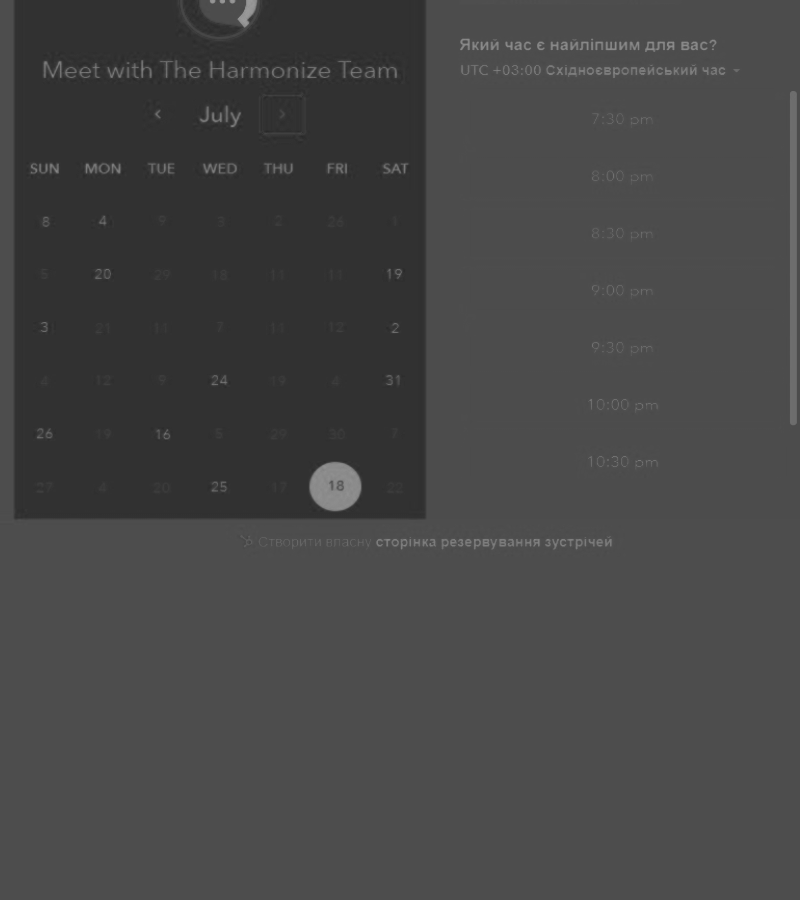 Meet with The Harmonize Team
July
SUN MON TUE WED THU FRI SAT
8 4 9 3 2 26 1
5 20 29 18 11 11 19
3 21 11 7 11 12 2
4 12 9 24 19 4 31
26 19 16 5 29 30 7
27 4 20 25 17 18 22
Який час є найліпшим для вас?
UTC +03:00 Східноєвропейський час
7:30 pm
8:00 pm
8:30 pm
9:00 pm
9:30 pm
10:00 pm
10:30 pm
Створити власну сторінка резервування зустрічей